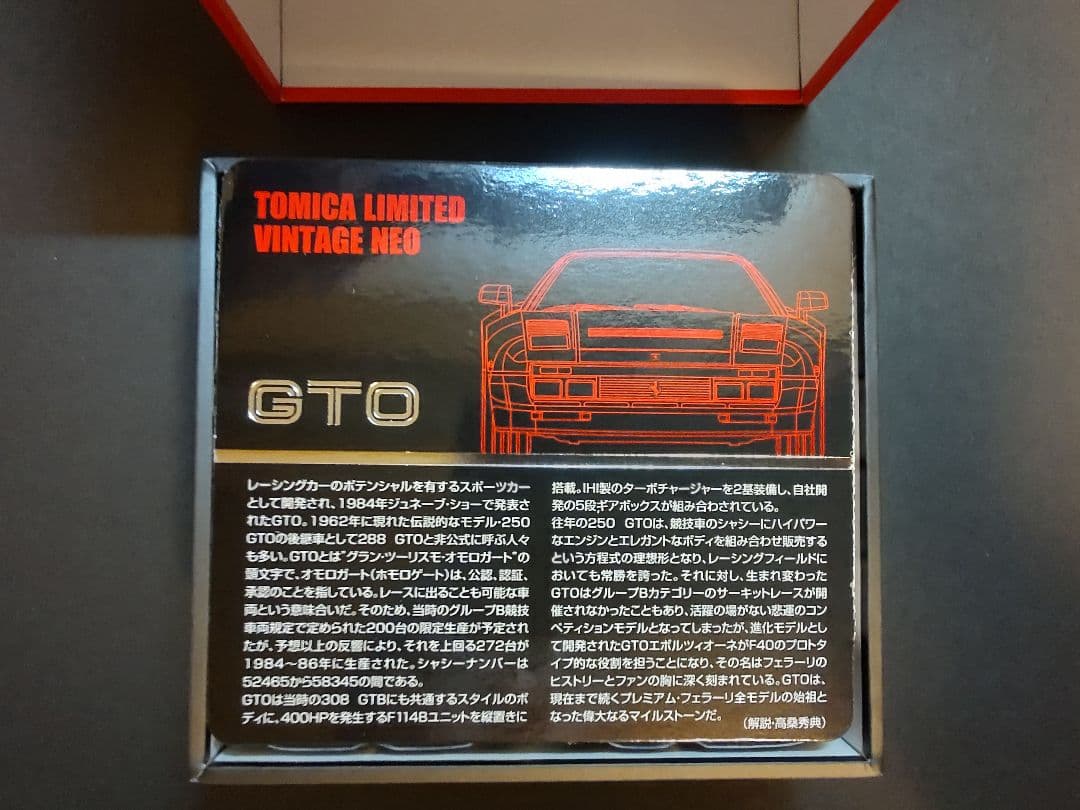 TOMICA LIMITED
VINTAGE NEO
GTO
レーシングカーのポテンシャルを有するスポーツカー
として開発され、1984年ジュネーブ・ショーで発表さ
れたGTO。1962年に現れた伝説的なモデル・250
GTOの後継車として288 GTOと非公式に呼ぶ人々
も多い。GTOとは"グラン・ツーリスモ・オモロガート"の
頭文字で、オモロガート(ホモロゲート)は、公認、認証、
承認のことを指している。レースに出ることも可能な車
両という意味合いだ。そのため、当時のグループB競技
車両規定で定められた200台の限定生産が予定され
たが、予想以上の反響により、それを上回る272台が
1984〜86年に生産された。シャシーナンバーは
52465から58345の間である。
GTOは当時の308 GTBにも共通するスタイルのボ
ディに、400HPを発生するF114Bユニットを縦置きに
搭載。IHI製のターボチャージャーを2基装備し、自社開
発の5段ギアボックスが組み合わされている。
往年の250 GTOは、競技車のシャシーにハイパワー
なエンジンとエレガントなボディを組み合わせ販売する
という方程式の理想形となり、レーシングフィールドに
おいても常勝を誇った。それに対し、生まれ変わった
GTOはグループBカテゴリーのサーキットレースが開
催されなかったこともあり、活躍の場がない悲運のコン
ペティションモデルとなってしまったが、進化モデルとし
て開発されたGTOエボルツィオーネがF40のプロトタ
イプ的な役割を担うことになり、その名はフェラーリの
ヒストリーとファンの胸に深く刻まれている。GTOは、
現在まで続くプレミアム・フェラーリ全モデルの始祖と
なった偉大なるマイルストーンだ。 (解説・高桑秀典)